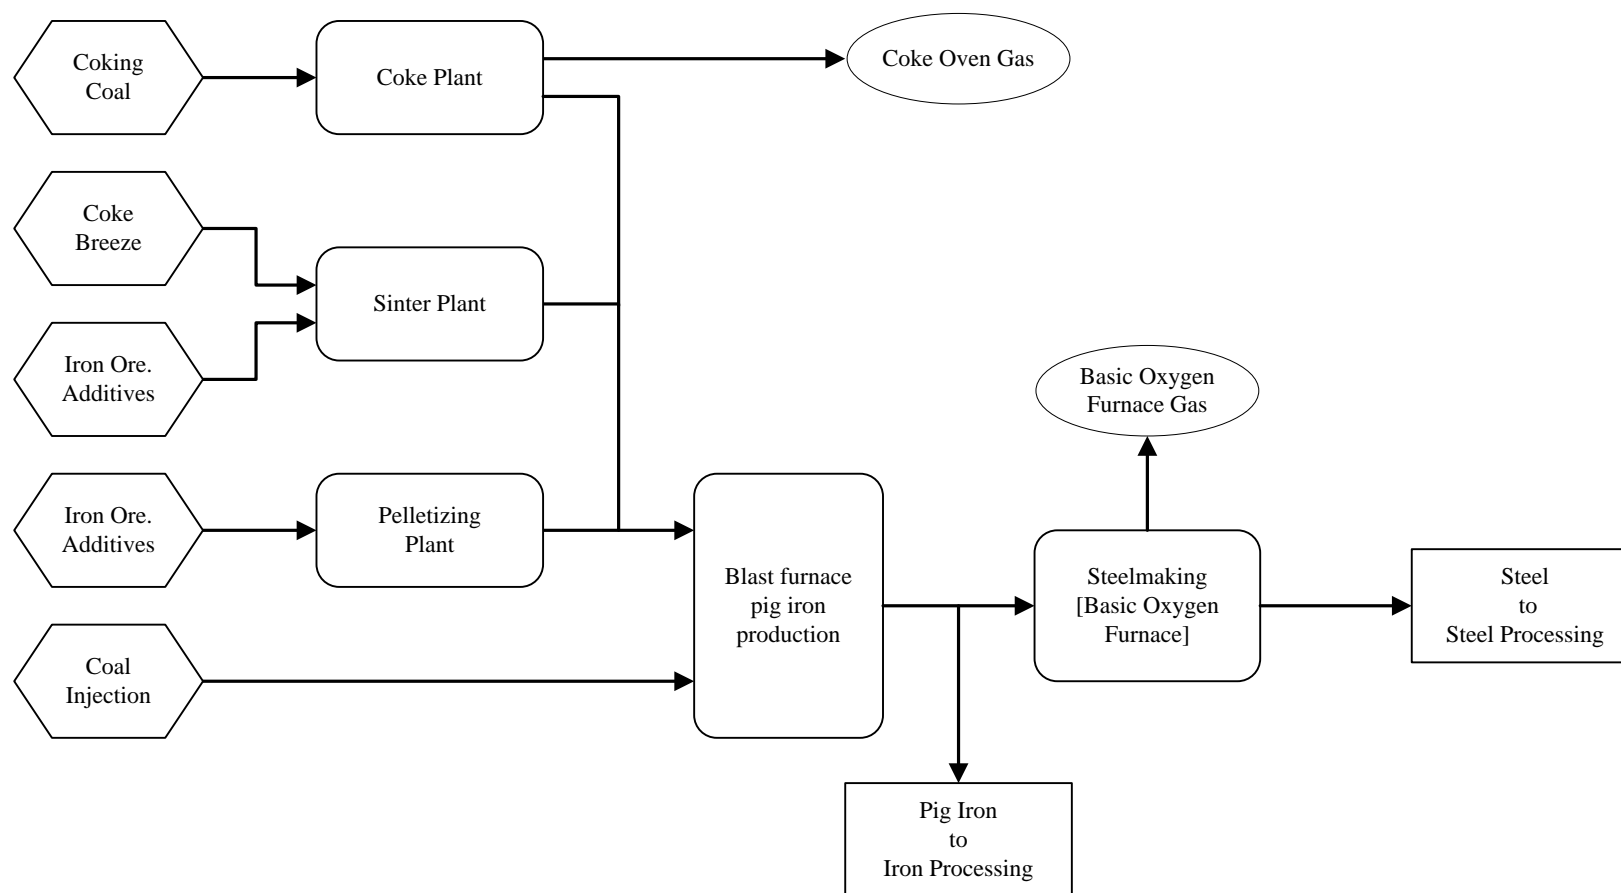 Coking
Coal
Coke Plant
Coke Oven Gas
Coke
Breeze
Sinter Plant
Iron Ore.
Additives
Basic Oxygen
Furnace Gas
Iron Ore.
Additives
Pelletizing
Plant
Blast furnace
pig iron
production
Steelmaking
[Basic Oxygen
Furnace]
Steel
to
Steel Processing
Coal
Injection
Pig Iron
to
Iron Processing